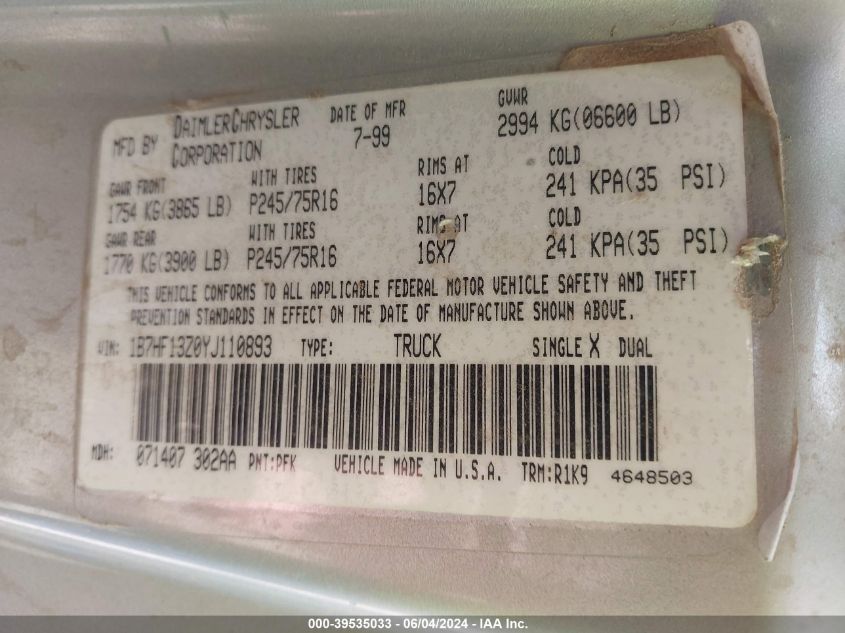 MFD BY DAIMLERCHRYSLER CORPORATION DATE OF MFR 7-99 GVWR 2994 KG(06600 LB)
GAWR FRONT WITH TIRES RIMS AT COLD
1754 KG(3865 LB) P245/75R16 16X7 241 KPA(35 PSI)
GAWR REAR WITH TIRES RIMS AT COLD
1770 KG(3900 LB) P245/75R16 16X7 241 KPA(35 PSI)
THIS VEHICLE CONFORMS TO ALL APPLICABLE FEDERAL MOTOR VEHICLE SAFETY AND THEFT
PREVENTION STANDARDS IN EFFECT ON THE DATE OF MANUFACTURE SHOWN ABOVE.
VIN: 1B7HF13Z0YJ110893 TYPE: TRUCK SINGLE X DUAL
MDH: 071407 302AA PNT:PFK VEHICLE MADE IN U.S.A. TRM:R1K9 4648503
000-39535033 - 06/04/2024 - IAA Inc.